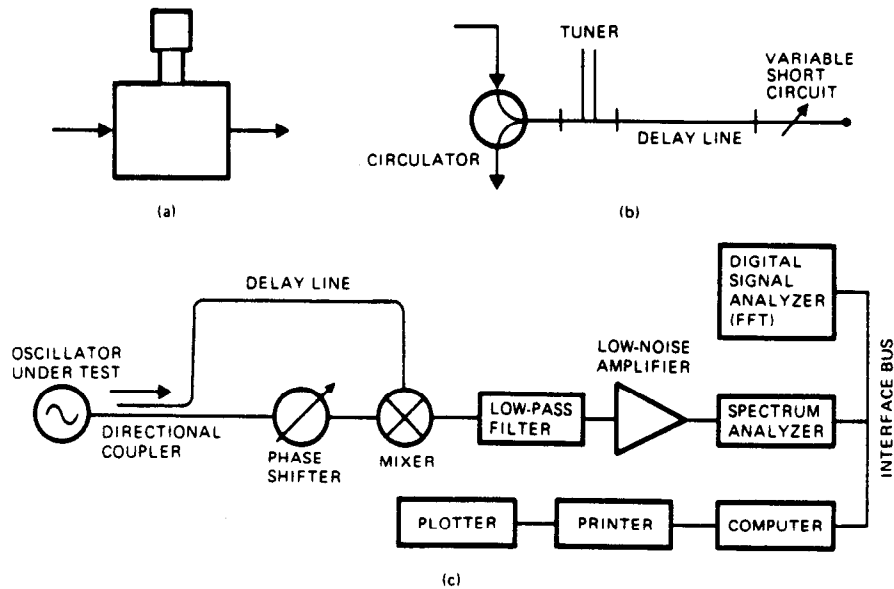 TUNER
VARIABLE
SHORT
CIRCUIT
CIRCULATOR
DELAY LINE
(a)
(b)
DELAY LINE
DIGITAL
SIGNAL
ANALYZER
(FFT)
OSCILLATOR
UNDER TEST
LOW-NOISE
AMPLIFIER
INTERFACE BUS
DIRECTIONAL
COUPLER
PHASE
SHIFTER
MIXER
LOW-PASS
FILTER
SPECTRUM
ANALYZER
PLOTTER
PRINTER
COMPUTER
(c)